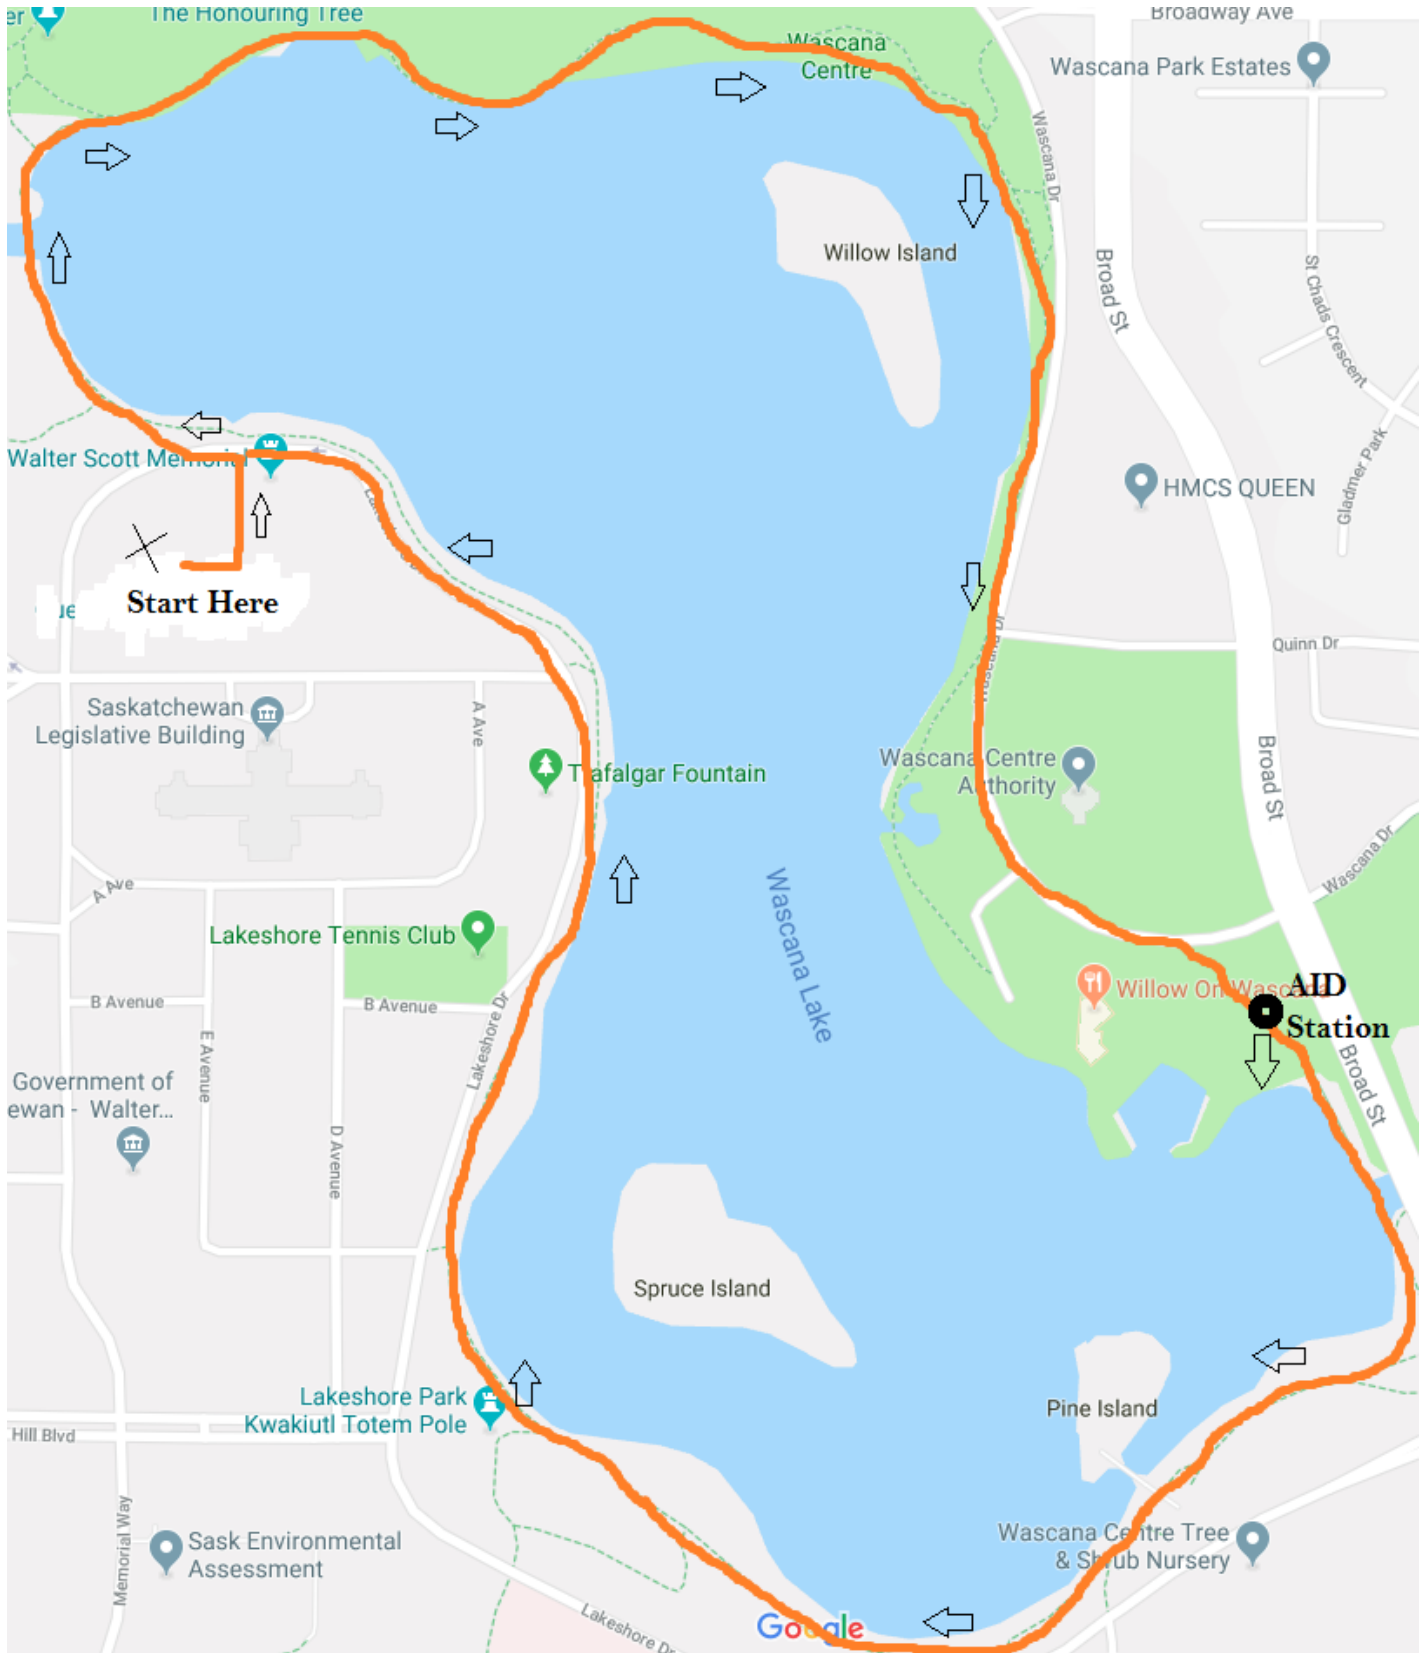 er
The Honouring Tree
Broadway Ave
Wascana
Centre
Wascana Park Estates
Wascana Dr
Willow Island
Broad St
St Chads Crescent
Walter Scott Memorial
Gladmer Park
HMCS QUEEN
Start Here
Quinn Dr
Wascana Dr
Saskatchewan
Legislative Building
A Ave
Trafalgar Fountain
Wascana Centre
Authority
Broad St
Wascana Dr
A Ave
Wascana Lake
Lakeshore Tennis Club
B Avenue
B Avenue
Lakeshore Dr
Willow On Wascana
AID
Station
E Avenue
Broad St
Government of
ewan - Walter...
D Avenue
Spruce Island
Lakeshore Park
Kwakiutl Totem Pole
Pine Island
Hill Blvd
Memorial Way
Sask Environmental
Assessment
Wascana Centre Tree
& Shrub Nursery
Lakeshore Dr
Google